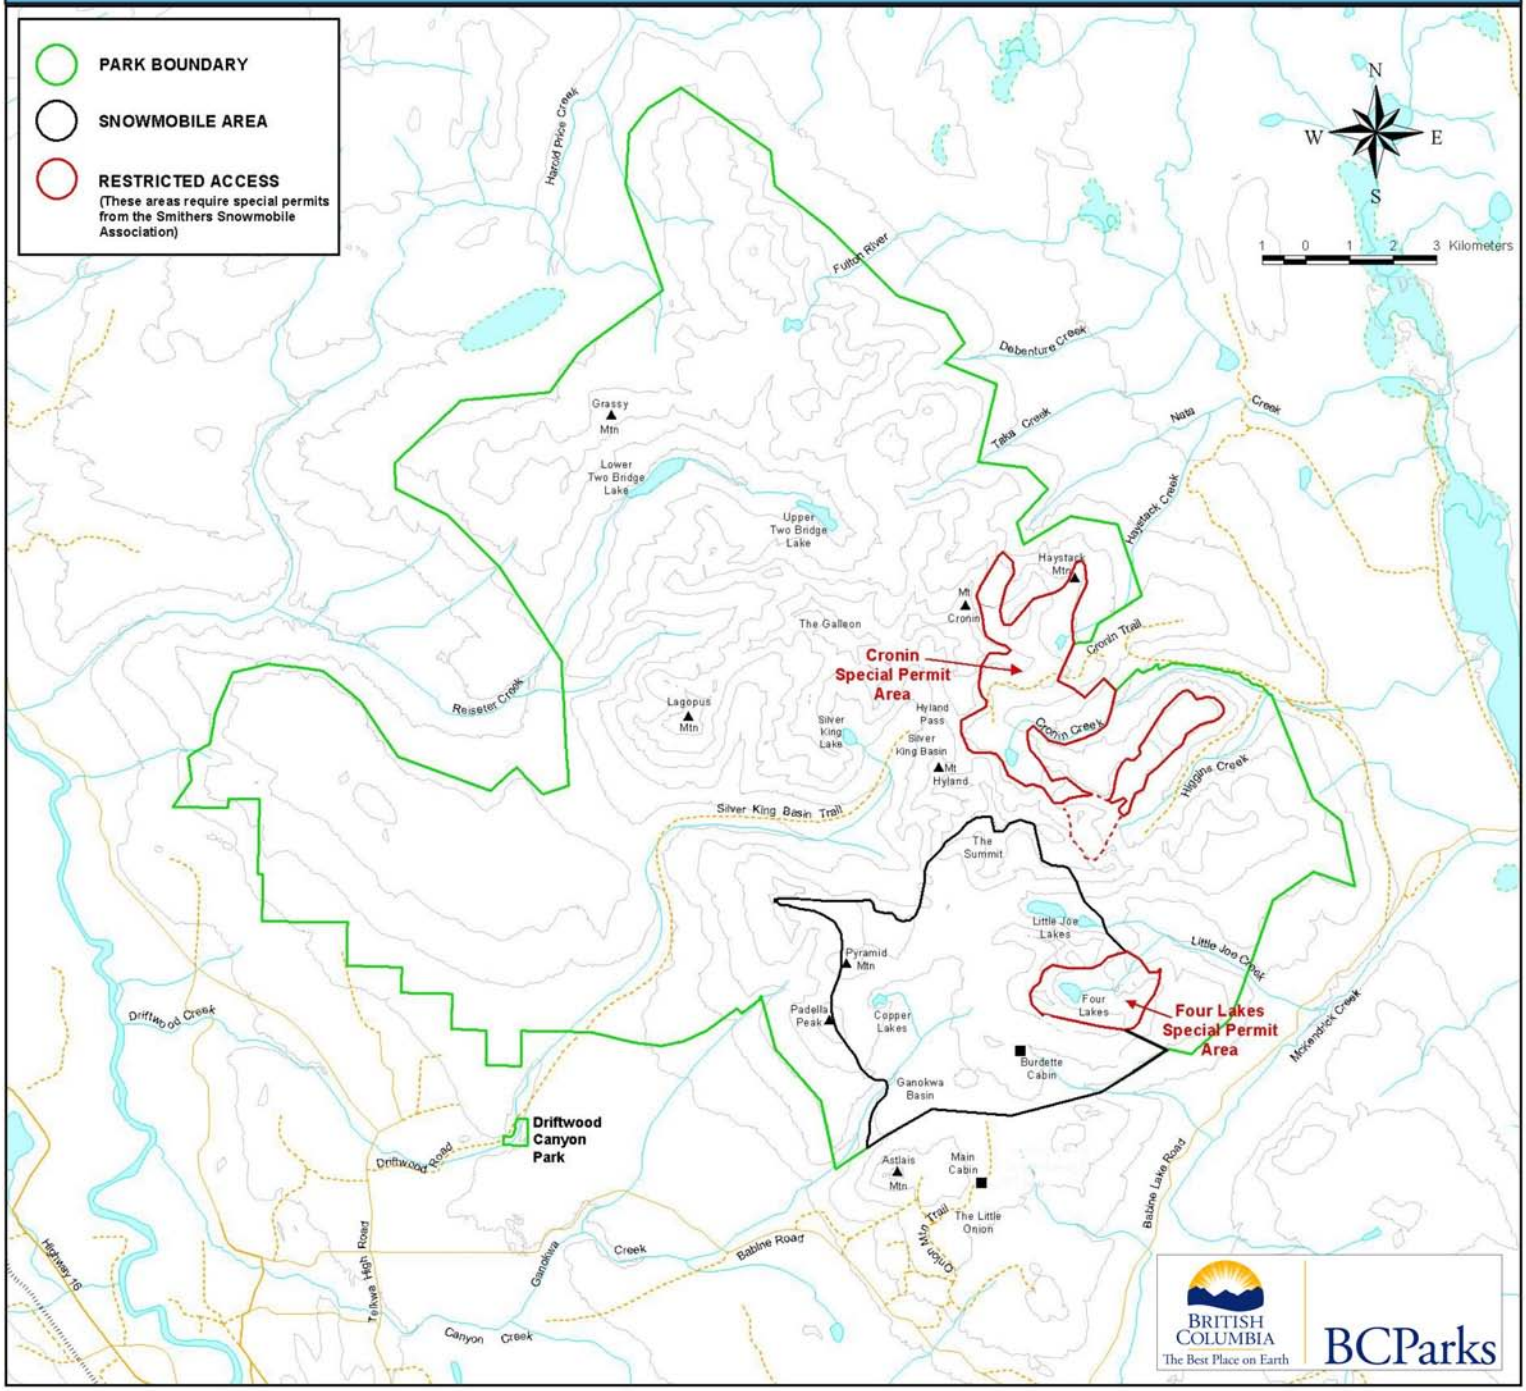 PARK BOUNDARY
SNOWMOBILE AREA
RESTRICTED ACCESS
(These areas require special permits
from the Smithers Snowmobile
Association)
N
W
E
S
1 0 1 2 3 Kilometers
Harold Price Creek
Fulton River
Debenture Creek
Grassy
Mtn
Taka Creek
Nata
Creek
Lower
Two Bridge
Lake
Haystack Creek
Upper
Two Bridge
Lake
Haystack
Mtn
Mt
Cronin
The Galleon
Cronin Trail
Cronin
Special Permit
Area
Reiseter Creek
Lagopus
Mtn
Silver
King
Lake
Hyland
Pass
Cronin Creek
Silver
King Basin
Mt
Hyland
Higgins Creek
Silver King Basin Trail
The
Summit
Little Joe
Lakes
Little Joe Creek
Pyramid
Mtn
Four
Lakes
Driftwood Creek
Padella
Peak
Copper
Lakes
Four Lakes
Special Permit
Area
McKendrick Creek
Burdette
Cabin
Ganokwa
Basin
Driftwood
Canyon
Park
Driftwood Road
Astlais
Mtn
Main
Cabin
Babine Lake Road
The Little
Onion
Onion Mtn Trail
Highway 16
Telkwa High Road
Ganokwa
Creek
Babine Road
Canyon Creek
BRITISH
COLUMBIA
The Best Place on Earth
BCParks